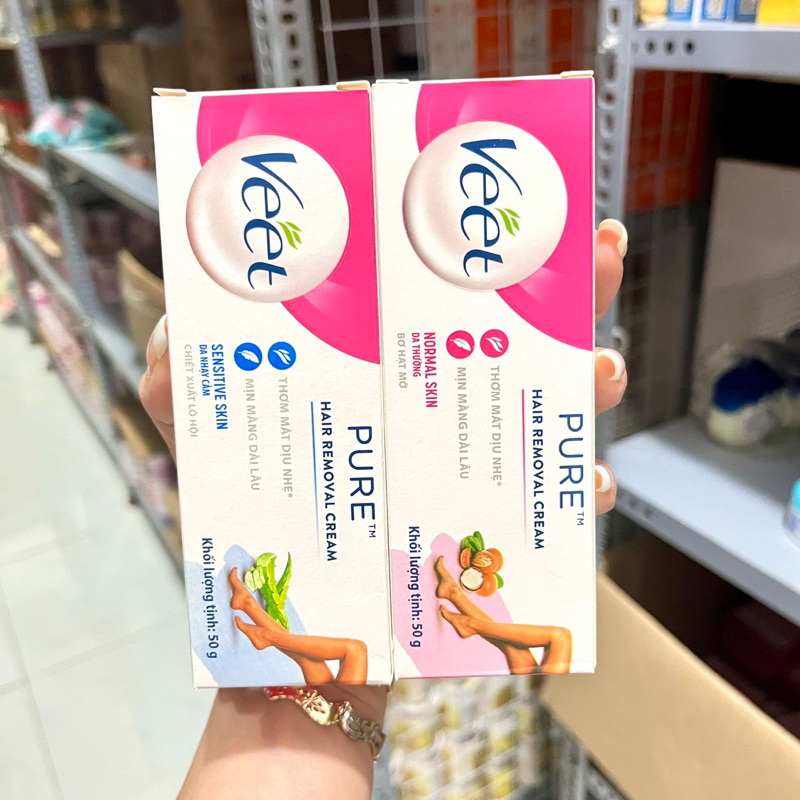 Veet
PURE™
HAIR REMOVAL CREAM
THƠM MÁT DỊU NHẸ*
MỊN MÀNG DÀI LÂU
SENSITIVE SKIN
DA NHẠY CẢM
CHIẾT XUẤT LÔ HỘI
Khối lượng tịnh: 50 g
Veet
PURE™
HAIR REMOVAL CREAM
THƠM MÁT DỊU NHẸ*
MỊN MÀNG DÀI LÂU
NORMAL SKIN
DA THƯỜNG
BƠ HẠT MỠ
Khối lượng tịnh: 50 g